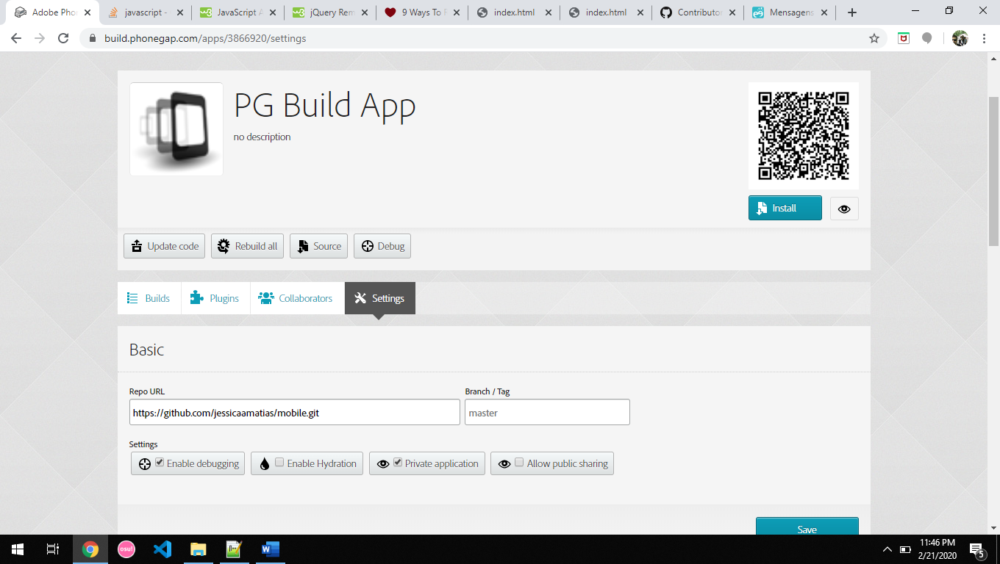 Adobe Pho
javascript -
JavaScript A
jQuery Rem
9 Ways To F
index.html
index.html
Contributo
Mensagens
build.phonegap.com/apps/3866920/settings
PG Build App
no description
Install
Update code
Rebuild all
Source
Debug
Builds
Plugins
Collaborators
Settings
Basic
Repo URL
Branch / Tag
https://github.com/jessicaamatias/mobile.git
master
Settings
Enable debugging
Enable Hydration
Private application
Allow public sharing
Save
osu!
11:46 PM
2/21/2020
5